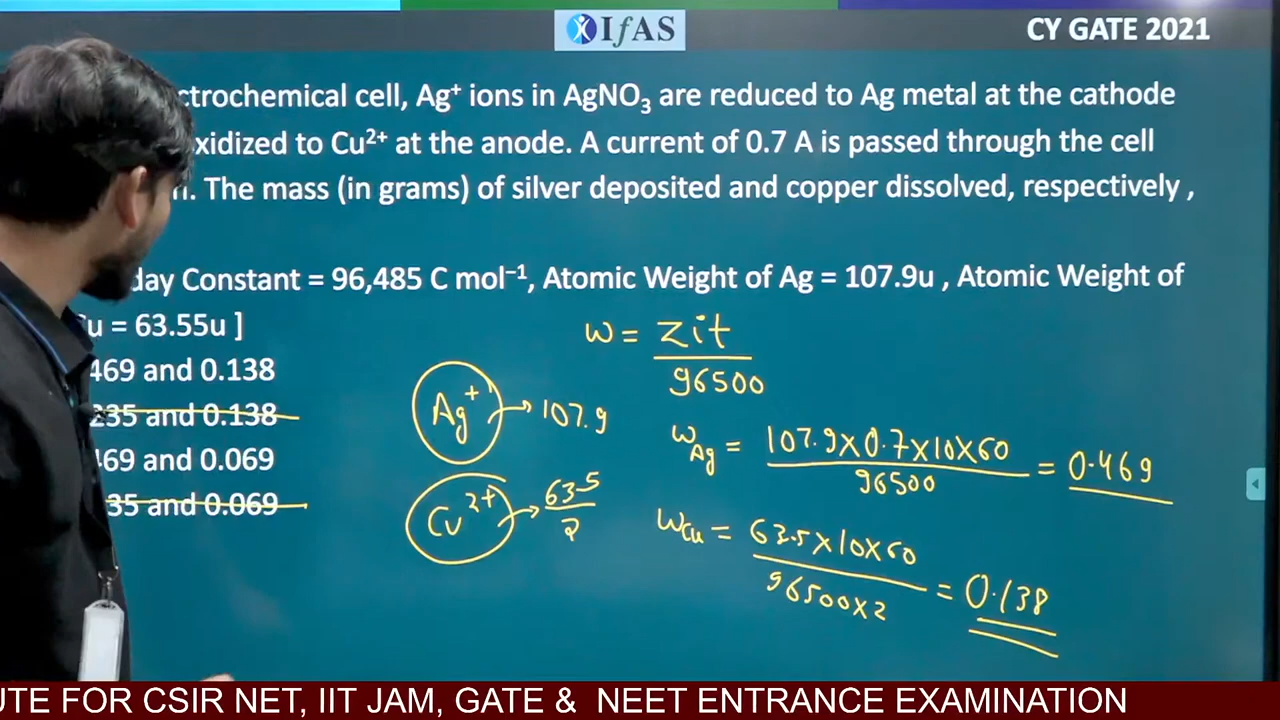 IfAS
CY GATE 2021
ctrochemical cell, Ag⁺ ions in AgNO₃ are reduced to Ag metal at the cathode
xidized to Cu²⁺ at the anode. A current of 0.7 A is passed through the cell
n. The mass (in grams) of silver deposited and copper dissolved, respectively ,
day Constant = 96,485 C mol⁻¹, Atomic Weight of Ag = 107.9u , Atomic Weight of
u = 63.55u ]
469 and 0.138
235 and 0.138
469 and 0.069
35 and 0.069
w = zit
96500
Ag⁺ → 107.9
W_Ag = 107.9×0.7×10×60 = 0.469
96500
Cu²⁺ → 63.5
2
W_Cu = 63.5×10×60 = 0.138
96500×2
UTE FOR CSIR NET, IIT JAM, GATE & NEET ENTRANCE EXAMINATION